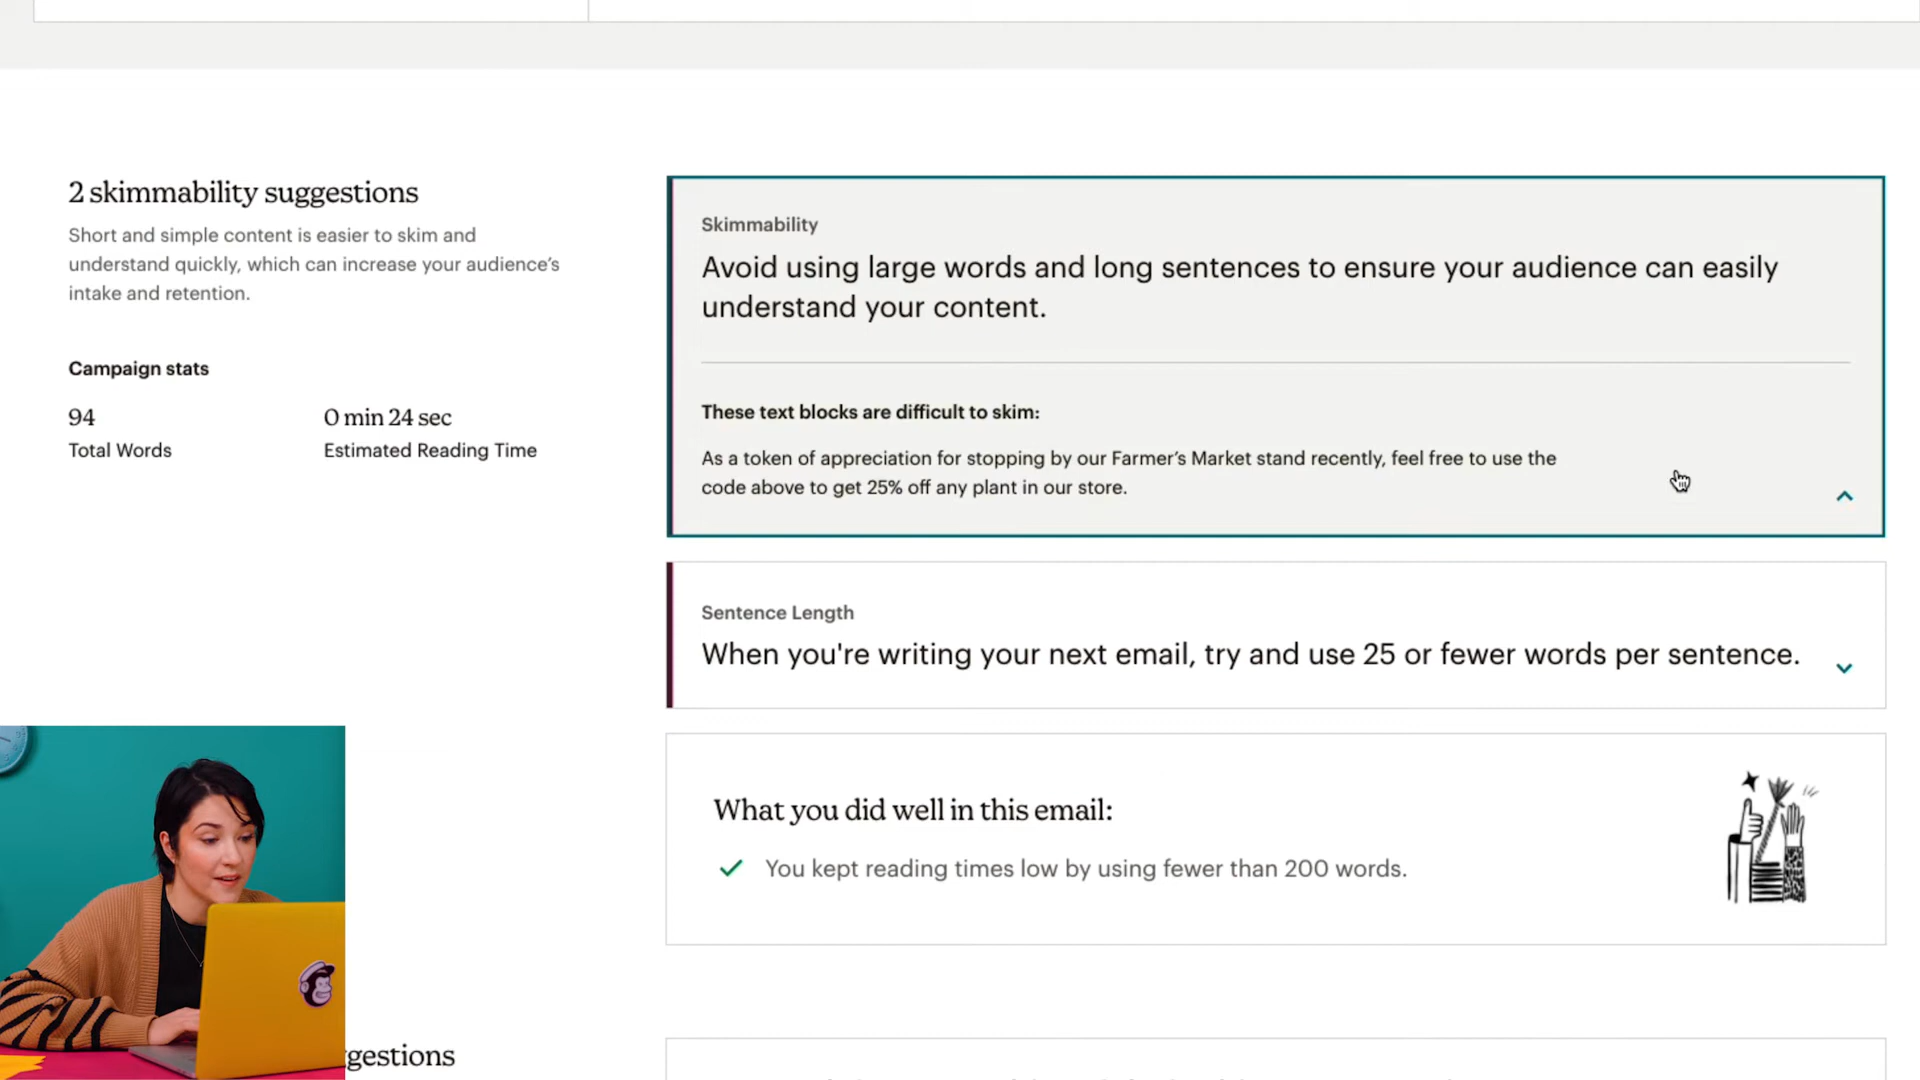 2 skimmability suggestions
Short and simple content is easier to skim and
understand quickly, which can increase your audience’s
intake and retention.
Campaign stats
94
Total Words
0 min 24 sec
Estimated Reading Time
Skimmability
Avoid using large words and long sentences to ensure your audience can easily
understand your content.
These text blocks are difficult to skim:
As a token of appreciation for stopping by our Farmer’s Market stand recently, feel free to use the
code above to get 25% off any plant in our store.
Sentence Length
When you're writing your next email, try and use 25 or fewer words per sentence.
What you did well in this email:
You kept reading times low by using fewer than 200 words.